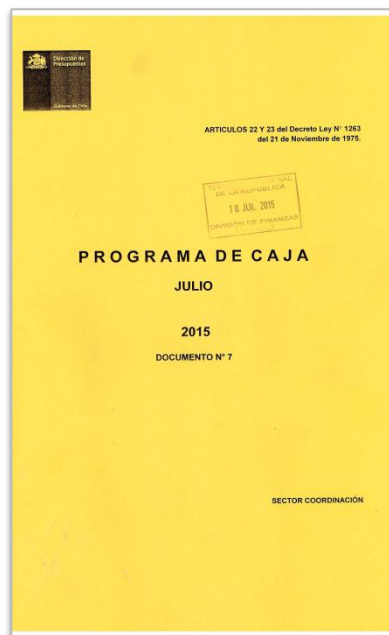 Dirección de
Presupuestos
Gobierno de Chile
ARTICULOS 22 Y 23 del Decreto Ley N° 1263
del 21 de Noviembre de 1975.
DE LA REPUBLICA
10 JUL. 2015
DIVISION DE FINANZAS
PROGRAMA DE CAJA
JULIO
2015
DOCUMENTO N° 7
SECTOR COORDINACIÓN